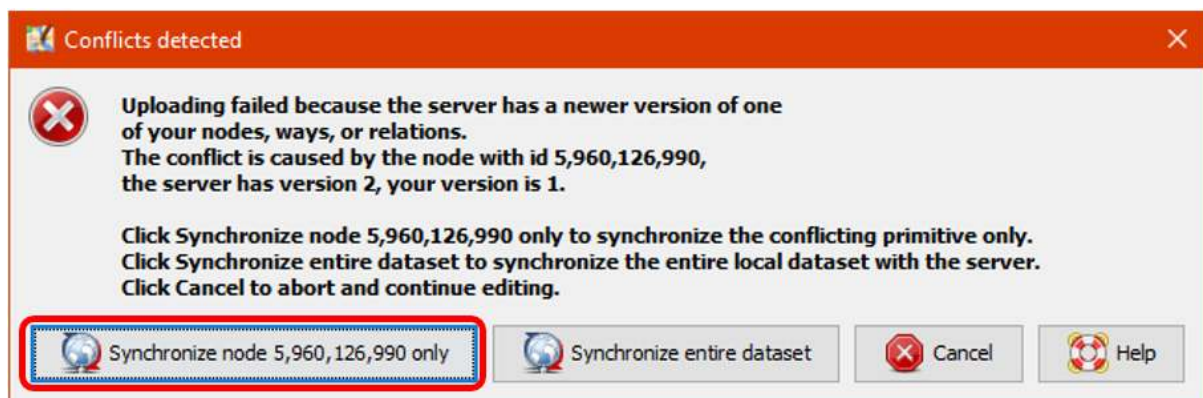 Conflicts detected
Uploading failed because the server has a newer version of one
of your nodes, ways, or relations.
The conflict is caused by the node with id 5,960,126,990,
the server has version 2, your version is 1.
Click Synchronize node 5,960,126,990 only to synchronize the conflicting primitive only.
Click Synchronize entire dataset to synchronize the entire local dataset with the server.
Click Cancel to abort and continue editing.
Synchronize node 5,960,126,990 only Synchronize entire dataset Cancel Help